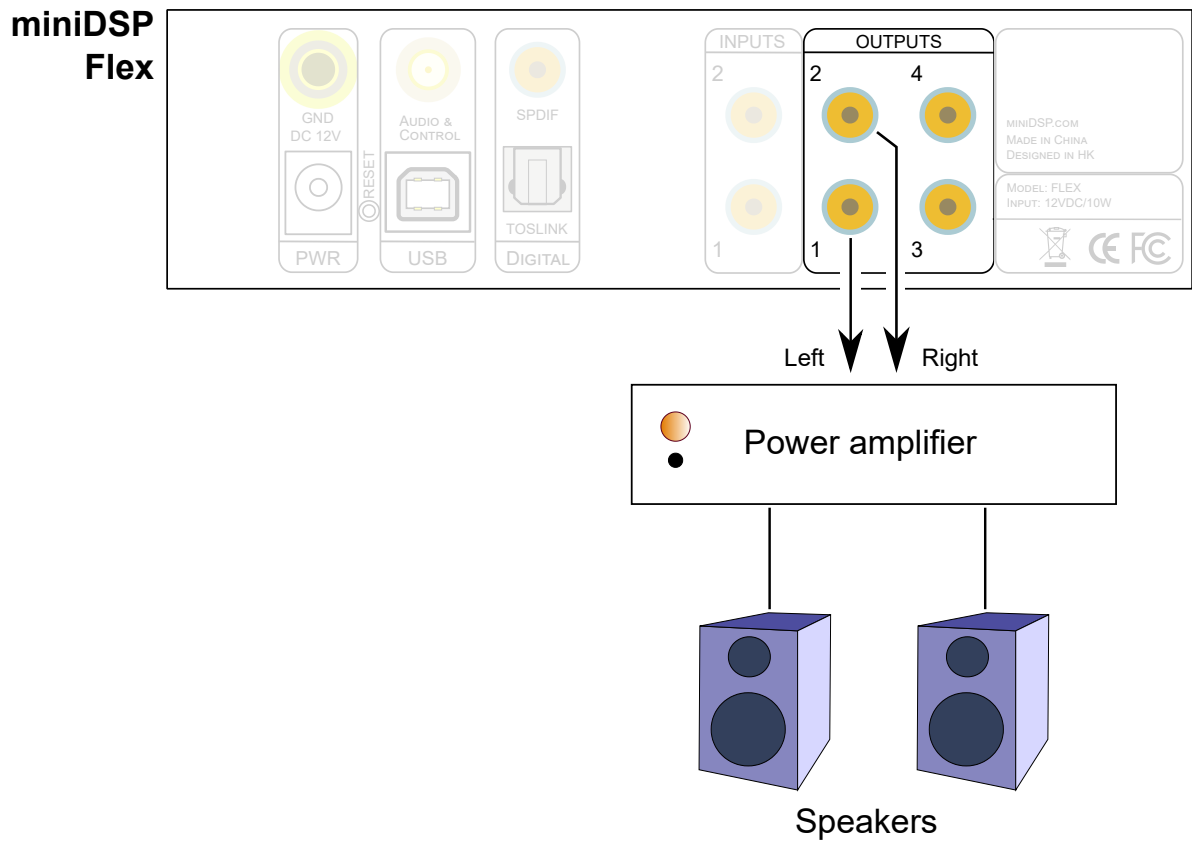 miniDSP
Flex
GND
DC 12V
RESET
PWR
AUDIO &
CONTROL
USB
SPDIF
TOSLINK
DIGITAL
INPUTS
2
1
OUTPUTS
2 4
1 3
MINIDSP.COM
MADE IN CHINA
DESIGNED IN HK
MODEL: FLEX
INPUT: 12VDC/10W
CE FC
Left Right
Power amplifier
Speakers